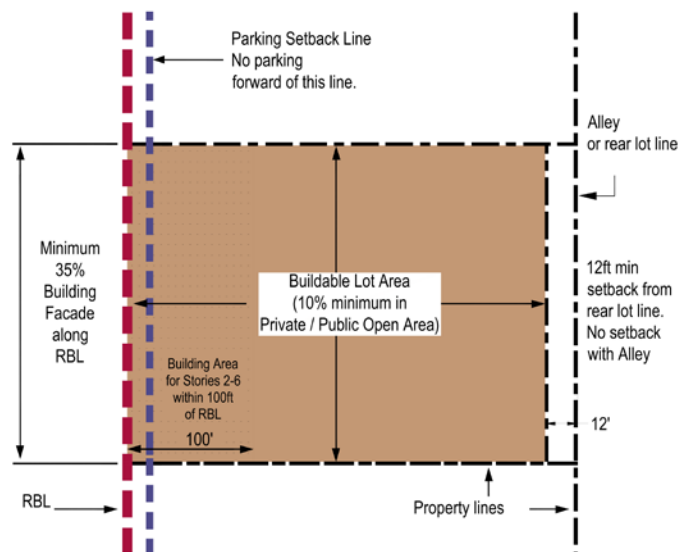 Parking Setback Line
No parking
forward of this line.
Alley
or rear lot line
Minimum
35%
Building
Facade
along
RBL
Buildable Lot Area
(10% minimum in
Private / Public Open Area)
12ft min
setback from
rear lot line.
No setback
with Alley
Building Area
for Stories 2-6
within 100ft
of RBL
100'
12'
RBL
Property lines